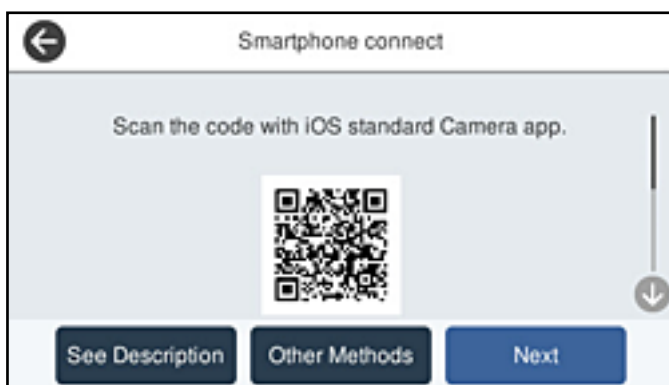 Smartphone connect
Scan the code with iOS standard Camera app.
See Description
Other Methods
Next